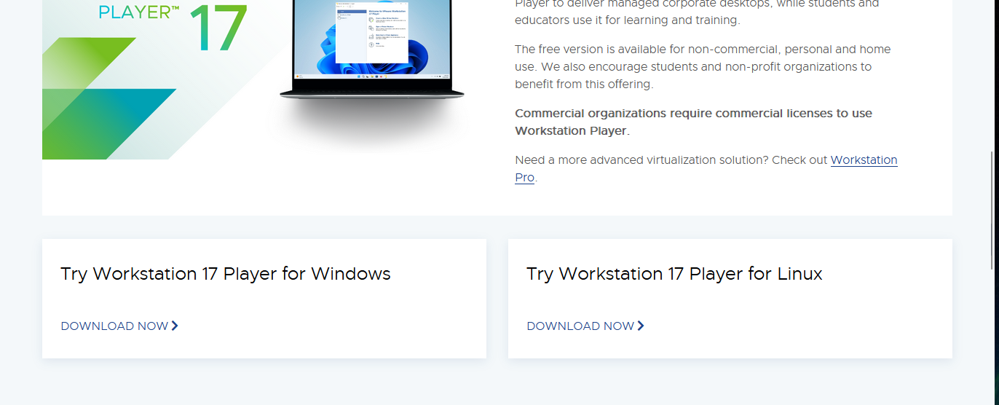 PLAYER™ 17
Player to deliver managed corporate desktops, while students and
educators use it for learning and training.
The free version is available for non-commercial, personal and home
use. We also encourage students and non-profit organizations to
benefit from this offering.
Commercial organizations require commercial licenses to use
Workstation Player.
Need a more advanced virtualization solution? Check out Workstation
Pro.
Try Workstation 17 Player for Windows
DOWNLOAD NOW
Try Workstation 17 Player for Linux
DOWNLOAD NOW